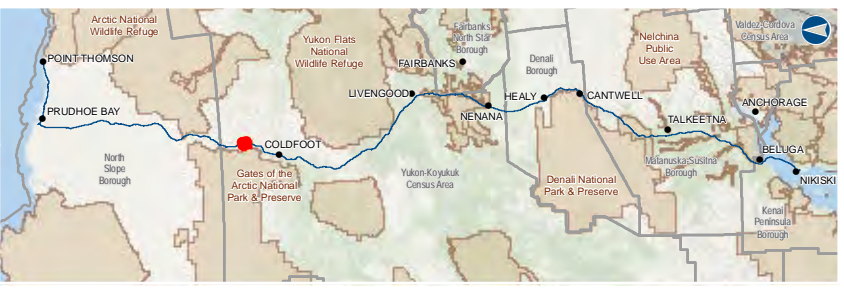 Arctic National
Wildlife Refuge
POINT THOMSON
PRUDHOE BAY
North
Slope
Borough
COLDFOOT
Gates of the
Arctic National
Park & Preserve
Yukon Flats
National
Wildlife Refuge
LIVENGOOD
Fairbanks
North Star
Borough
FAIRBANKS
NENANA
Yukon-Koyukuk
Census Area
Denali
Borough
HEALY
CANTWELL
Denali National
Park & Preserve
Nelchina
Public
Use Area
TALKEETNA
Matanuska-Susitna
Borough
Valdez-Cordova
Census Area
ANCHORAGE
BELUGA
NIKISKI
Kenai
Peninsula
Borough